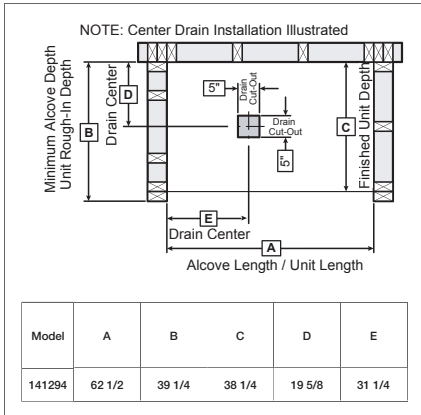 NOTE: Center Drain Installation Illustrated
Minimum Alcove Depth
Unit Rough-In Depth
B
Drain Center
D
5"
Drain
Cut-Out
Drain
Cut-Out
5"
C
Finished Unit Depth
E
Drain Center
A
Alcove Length / Unit Length
Model A B C D E
141294 62 1/2 39 1/4 38 1/4 19 5/8 31 1/4